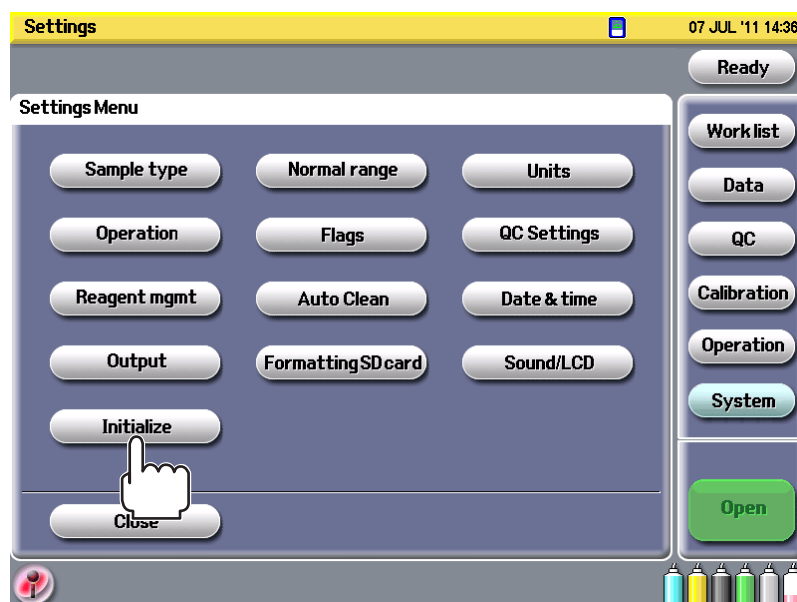 Settings 07 JUL '11 14:36
Ready
Settings Menu
Work list
Sample type Normal range Units
Data
Operation Flags QC Settings
QC
Reagent mgmt Auto Clean Date & time
Calibration
Output Formatting SD card Sound/LCD
Operation
System
Initialize
Close
Open